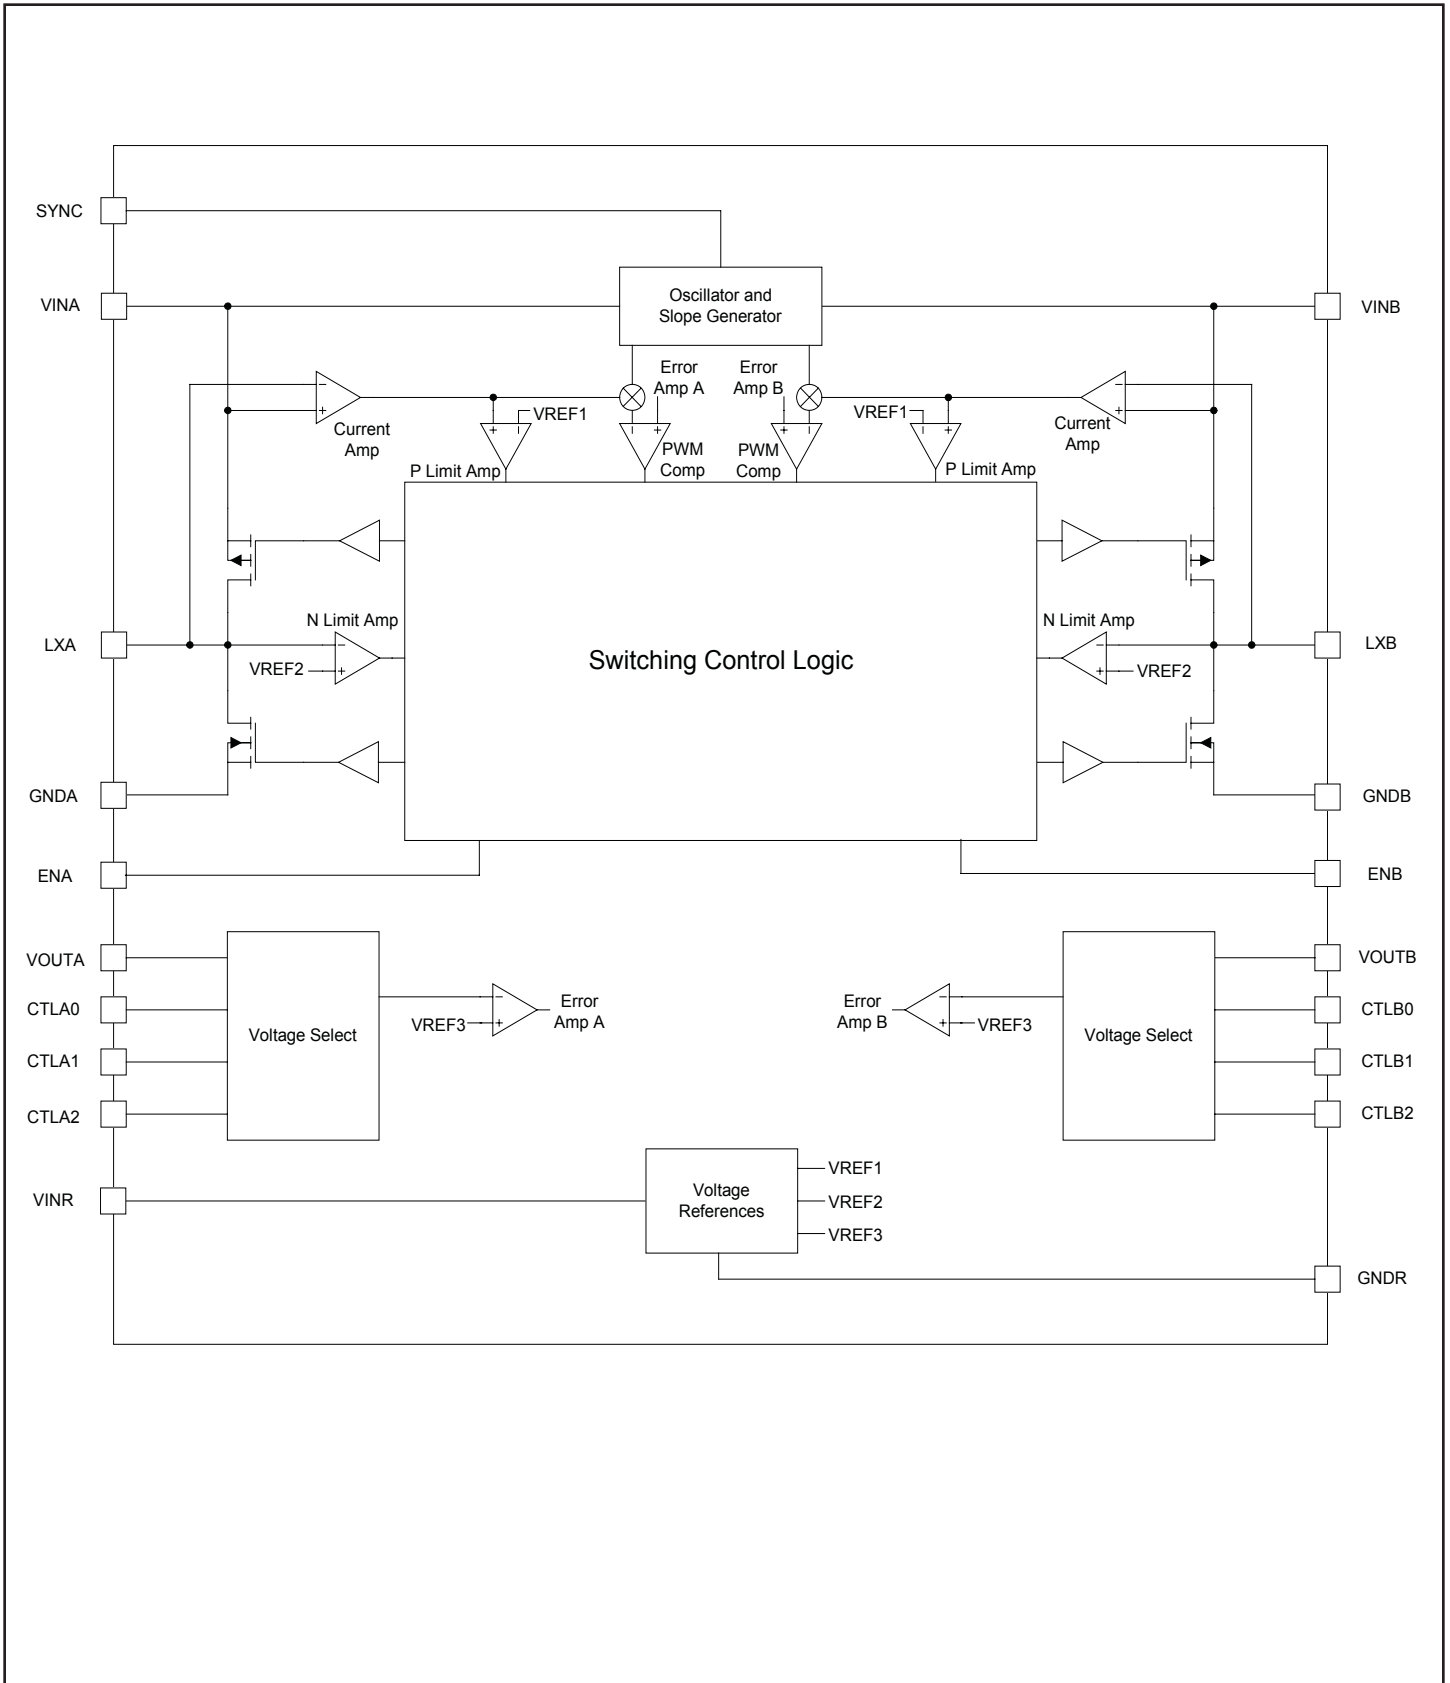 SYNC
VINA
Oscillator and
Slope Generator
VINB
Error
Amp A
Error
Amp B
VREF1
VREF1
Current
Amp
Current
Amp
PWM
Comp
PWM
Comp
P Limit Amp
P Limit Amp
N Limit Amp
N Limit Amp
LXA
VREF2
Switching Control Logic
VREF2
LXB
GNDA
GNDB
ENA
ENB
VOUTA
CTLA0
CTLA1
CTLA2
Voltage Select
VREF3
Error
Amp A
Error
Amp B
VREF3
Voltage Select
VOUTB
CTLB0
CTLB1
CTLB2
VINR
Voltage
References
VREF1
VREF2
VREF3
GNDR